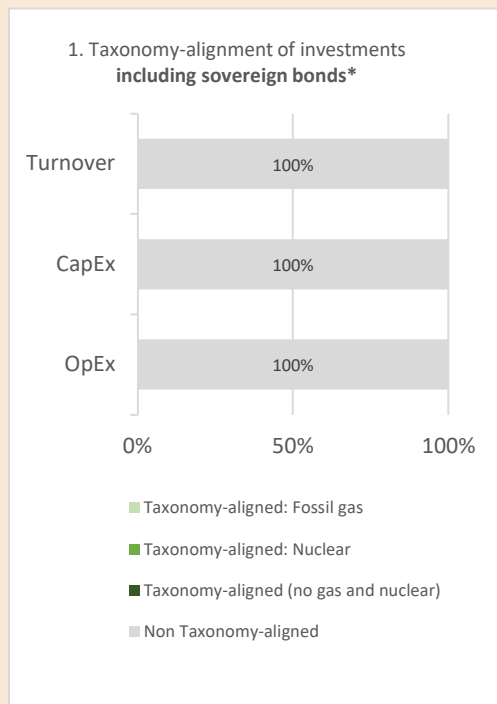 1. Taxonomy-alignment of investments
including sovereign bonds*
Turnover
100%
CapEx
100%
OpEx
100%
0%
50%
100%
Taxonomy-aligned: Fossil gas
Taxonomy-aligned: Nuclear
Taxonomy-aligned (no gas and nuclear)
Non Taxonomy-aligned